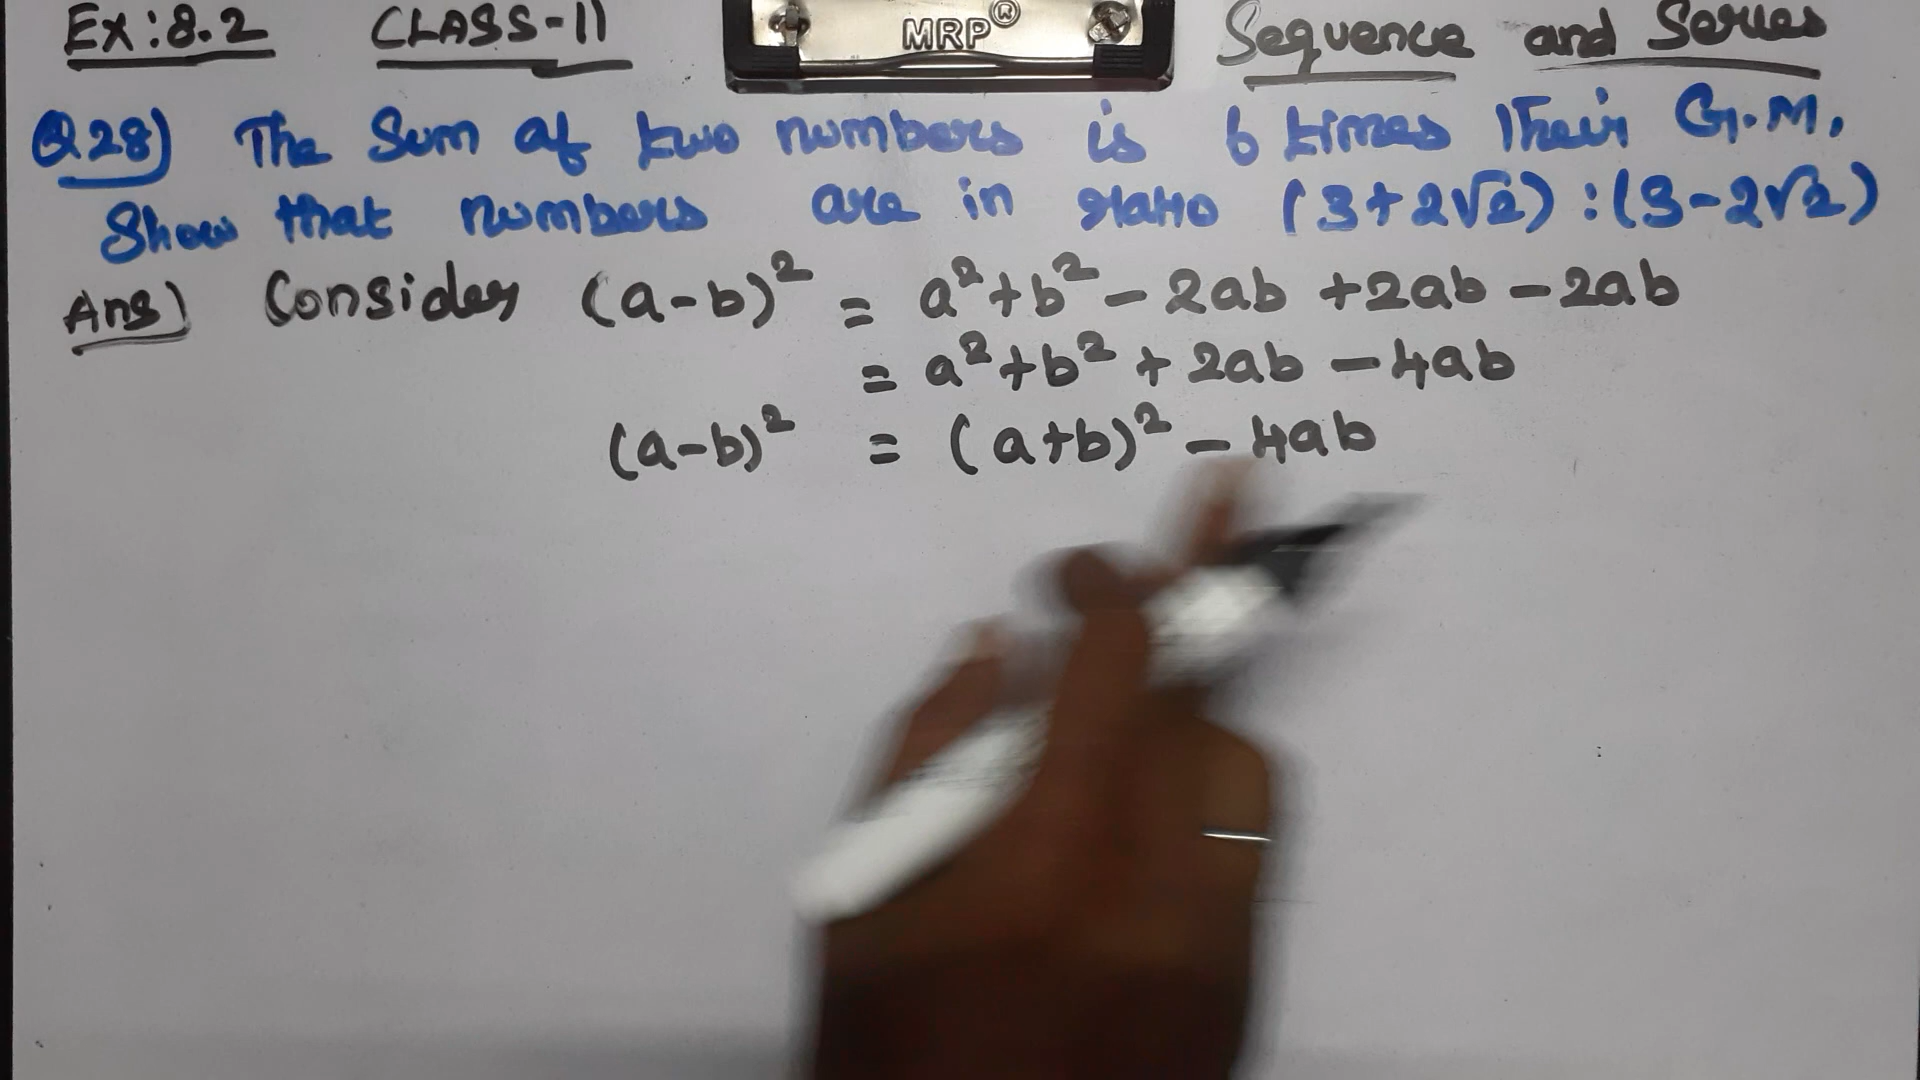 Ex:8.2 CLASS-11 MRP® Sequence and Series
Q28) The Sum of two numbers is 6 times their G.M.
Show that numbers are in ratio (3+2√2):(3-2√2)
Ans) Consider (a-b)² = a²+b²-2ab+2ab-2ab
= a²+b²+2ab-4ab
(a-b)² = (a+b)²-4ab